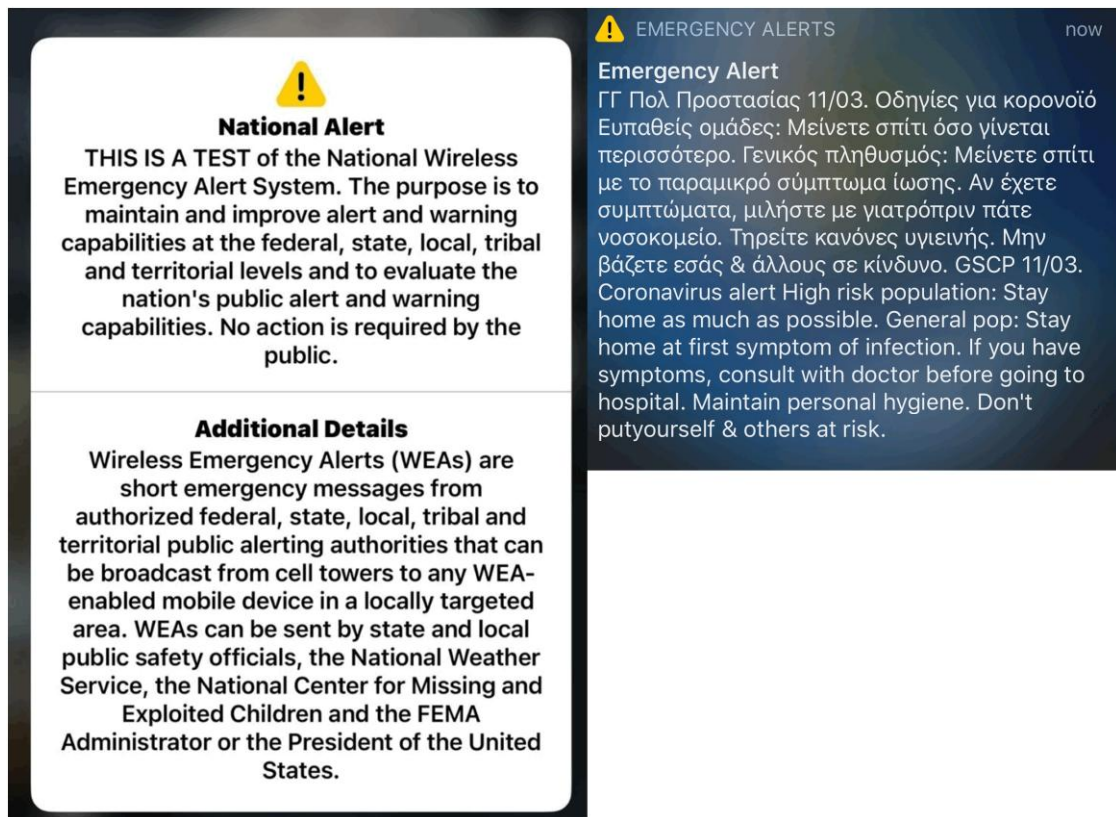 National Alert
THIS IS A TEST of the National Wireless
Emergency Alert System. The purpose is to
maintain and improve alert and warning
capabilities at the federal, state, local, tribal
and territorial levels and to evaluate the
nation's public alert and warning
capabilities. No action is required by the
public.
Additional Details
Wireless Emergency Alerts (WEAs) are
short emergency messages from
authorized federal, state, local, tribal and
territorial public alerting authorities that can
be broadcast from cell towers to any WEA-
enabled mobile device in a locally targeted
area. WEAs can be sent by state and local
public safety officials, the National Weather
Service, the National Center for Missing and
Exploited Children and the FEMA
Administrator or the President of the United
States.
EMERGENCY ALERTS now
Emergency Alert
ΓΓ Πολ Προστασίας 11/03. Οδηγίες για κορονοϊό
Ευπαθείς ομάδες: Μείνετε σπίτι όσο γίνεται
περισσότερο. Γενικός πληθυσμός: Μείνετε σπίτι
με το παραμικρό σύμπτωμα ίωσης. Αν έχετε
συμπτώματα, μιλήστε με γιατρόπριν πάτε
νοσοκομείο. Τηρείτε κανόνες υγιεινής. Μην
βάζετε εσάς & άλλους σε κίνδυνο. GSCP 11/03.
Coronavirus alert High risk population: Stay
home as much as possible. General pop: Stay
home at first symptom of infection. If you have
symptoms, consult with doctor before going to
hospital. Maintain personal hygiene. Don't
putyourself & others at risk.